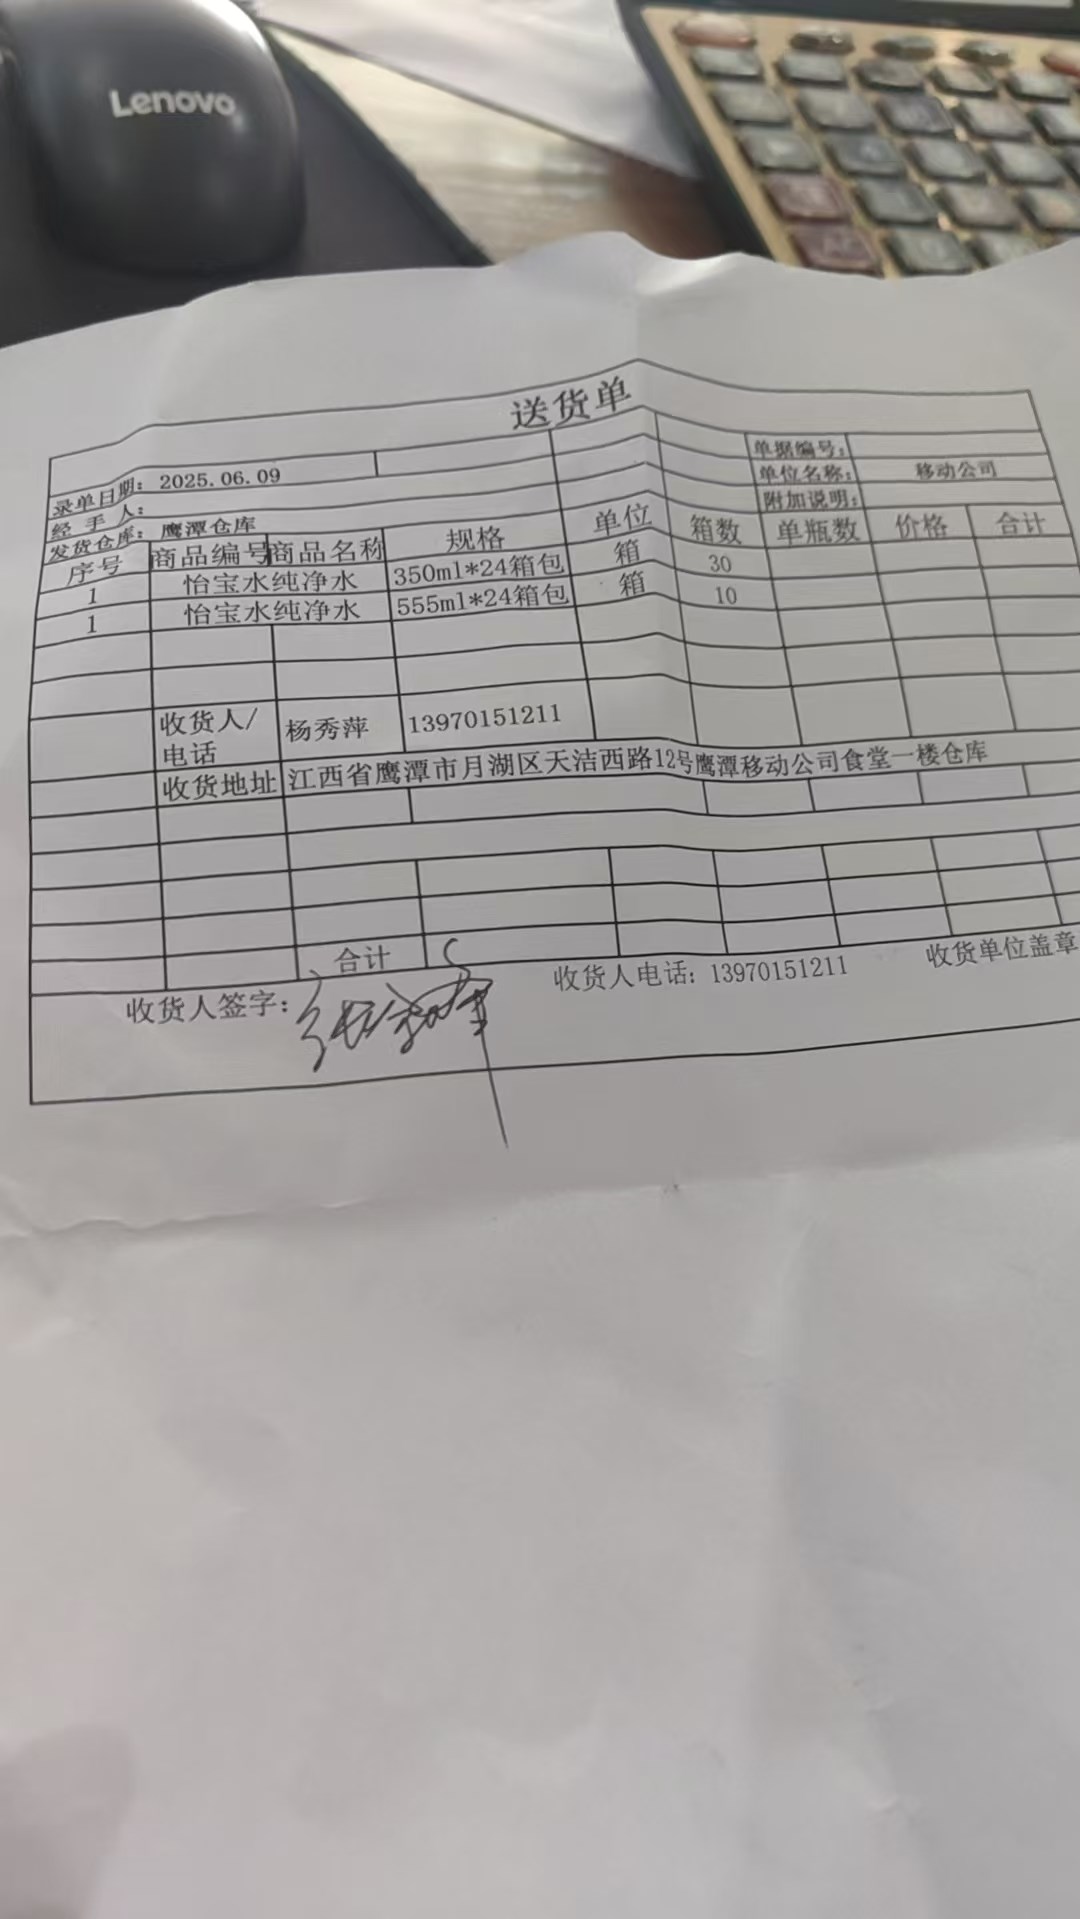 Lenovo
送货单
录单日期: 2025.06.09 单据编号:
经 手 人: 单位名称: 移动公司
发货仓库: 鹰潭仓库 附加说明:
序号 商品编号 商品名称 规格 单位 箱数 单瓶数 价格 合计
1 怡宝水纯净水 350ml*24箱包 箱 30
1 怡宝水纯净水 555ml*24箱包 箱 10
收货人/电话 杨秀萍 13970151211
收货地址 江西省鹰潭市月湖区天洁西路12号鹰潭移动公司食堂一楼仓库
合计
收货人签字: 收货人电话: 13970151211 收货单位盖章